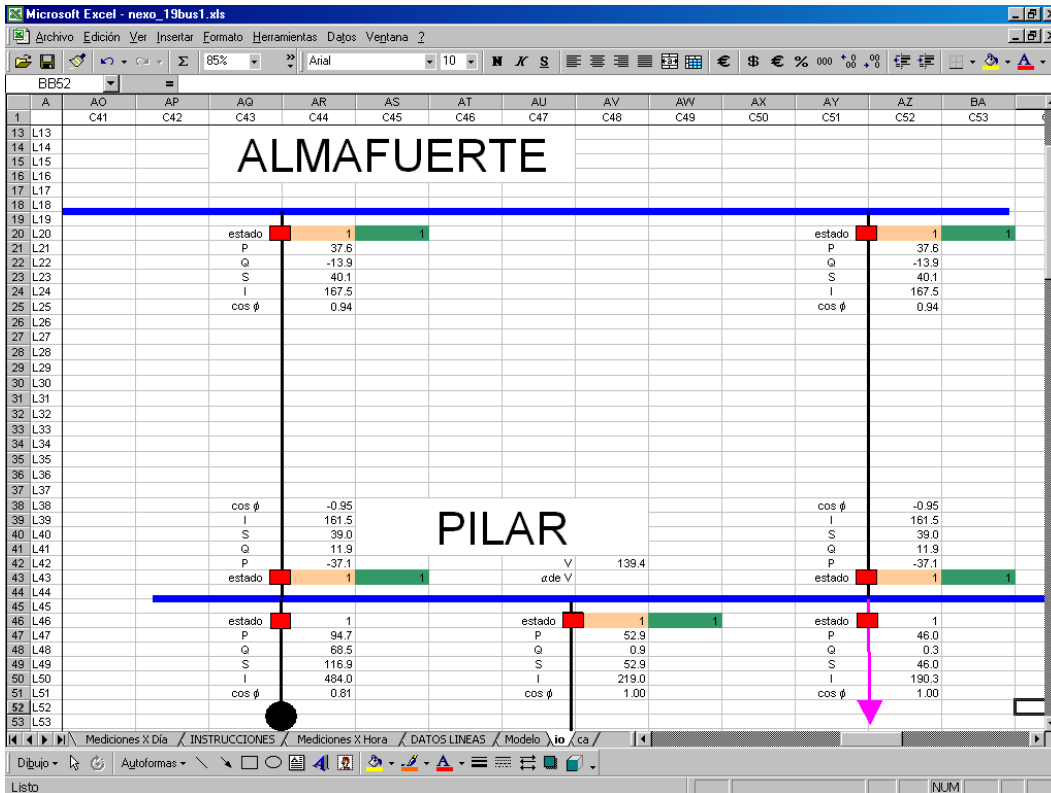 Microsoft Excel - nexo_19bus1.xls
Archivo Edición Ver Insertar Formato Herramientas Datos Ventana ?
85% Arial 10 N K S € $ € % 000
BB52 =
A AO AP AQ AR AS AT AU AV AW AX AY AZ BA
1 C41 C42 C43 C44 C45 C46 C47 C48 C49 C50 C51 C52 C53
13 L13
14 L14
15 L15
16 L16
ALMAFUERTE
17 L17
18 L18
19 L19
20 L20 estado 1 1 estado 1 1
21 L21 P 37.6 P 37.6
22 L22 Q -13.9 Q -13.9
23 L23 S 40.1 S 40.1
24 L24 I 167.5 I 167.5
25 L25 cos ϕ 0.94 cos ϕ 0.94
26 L26
27 L27
28 L28
29 L29
30 L30
31 L31
32 L32
33 L33
34 L34
35 L35
36 L36
37 L37
38 L38 cos ϕ -0.95 cos ϕ -0.95
39 L39 I 161.5 I 161.5
40 L40 S 39.0 PILAR S 39.0
41 L41 Q 11.9 Q 11.9
42 L42 P -37.1 V 139.4 P -37.1
43 L43 estado 1 1 α de V estado 1 1
44 L44
45 L45
46 L46 estado 1 estado 1 1 estado 1
47 L47 P 94.7 P 52.9 P 46.0
48 L48 Q 68.5 Q 0.9 Q 0.3
49 L49 S 116.9 S 52.9 S 46.0
50 L50 I 484.0 I 219.0 I 190.3
51 L51 cos ϕ 0.81 cos ϕ 1.00 cos ϕ 1.00
52 L52
53 L53
Mediciones X Día INSTRUCCIONES Mediciones X Hora DATOS LINEAS Modelo io ca
Dibujo Autoformas
Listo NUM